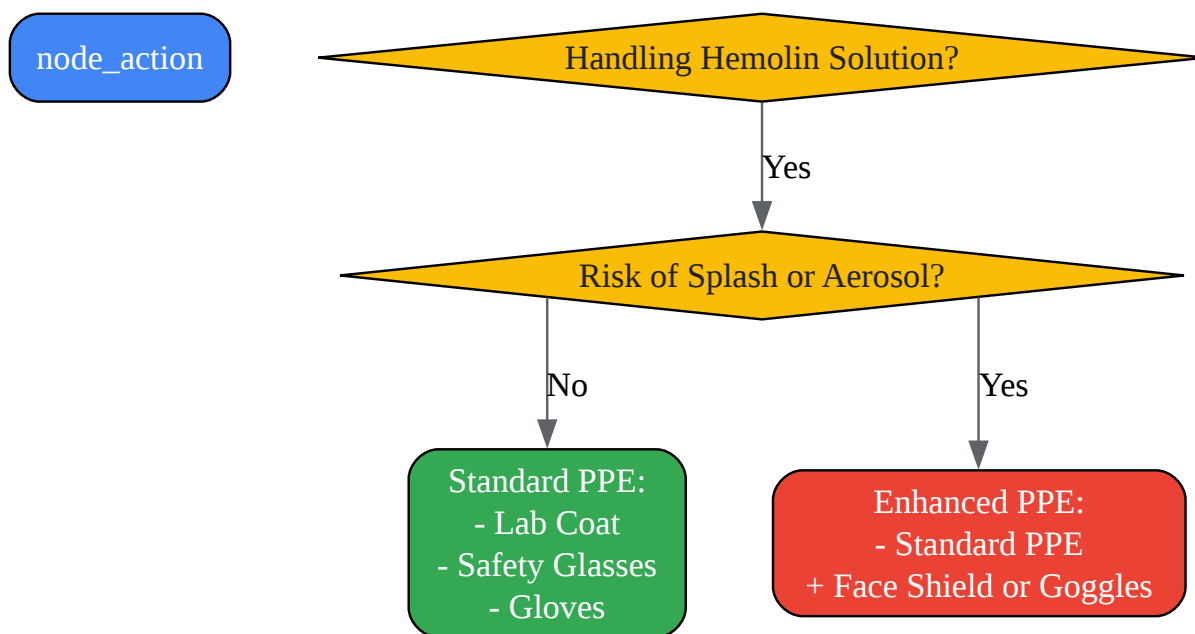 node_action
Handling Hemolin Solution?
Yes
Risk of Splash or Aerosol?
No
Yes
Standard PPE:
- Lab Coat
- Safety Glasses
- Gloves
Enhanced PPE:
- Standard PPE
+ Face Shield or Goggles